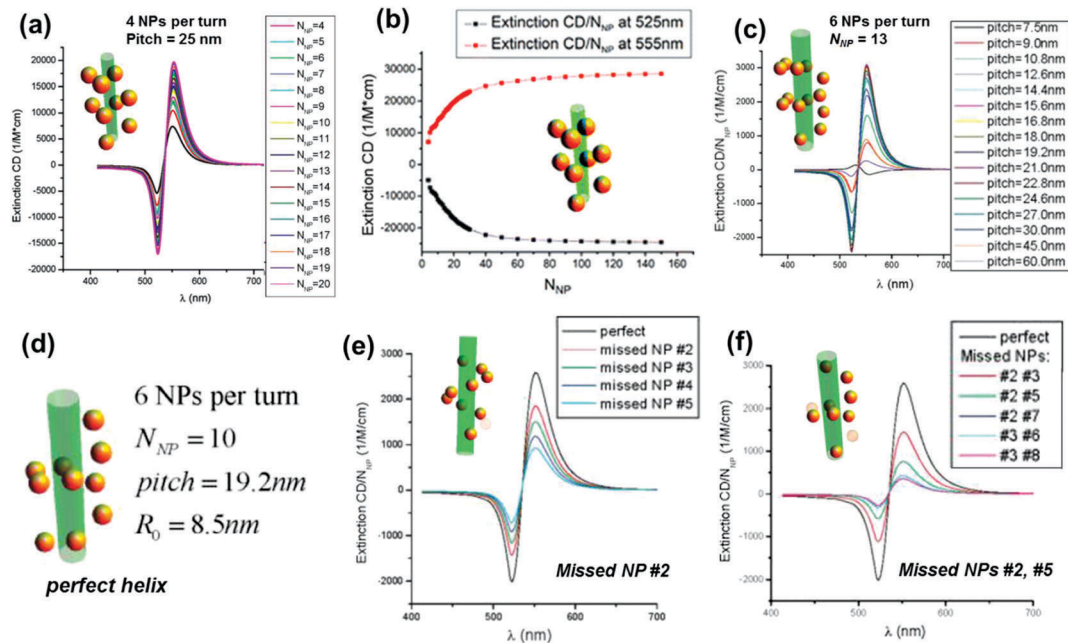 (a)
4 NPs per turn
Pitch = 25 nm
Extinction CD (1/M*cm)
20000
15000
10000
5000
0
-5000
-10000
-15000
-20000
400
500
600
700
λ (nm)
N_NP=4
N_NP=5
N_NP=6
N_NP=7
N_NP=8
N_NP=9
N_NP=10
N_NP=11
N_NP=12
N_NP=13
N_NP=14
N_NP=15
N_NP=16
N_NP=17
N_NP=18
N_NP=19
N_NP=20
(b)
Extinction CD/N_NP at 525nm
Extinction CD/N_NP at 555nm
Extinction CD (1/M*cm)
30000
20000
10000
0
-10000
-20000
-30000
0
20
40
60
80
100
120
140
160
N_NP
(c)
6 NPs per turn
N_NP = 13
Extinction CD/N_NP (1/M/cm)
3000
2000
1000
0
-1000
-2000
400
500
600
700
λ (nm)
pitch=7.5nm
pitch=9.0nm
pitch=10.8nm
pitch=12.6nm
pitch=14.4nm
pitch=15.6nm
pitch=16.8nm
pitch=18.0nm
pitch=19.2nm
pitch=21.0nm
pitch=22.8nm
pitch=24.6nm
pitch=27.0nm
pitch=30.0nm
pitch=45.0nm
pitch=60.0nm
(d)
6 NPs per turn
N_NP = 10
pitch = 19.2nm
R_0 = 8.5nm
perfect helix
(e)
perfect
missed NP #2
missed NP #3
missed NP #4
missed NP #5
Extinction CD/N_NP (1/M/cm)
3000
2000
1000
0
-1000
-2000
400
500
600
700
λ (nm)
Missed NP #2
(f)
perfect
Missed NPs:
#2 #3
#2 #5
#2 #7
#3 #6
#3 #8
Extinction CD/N_NP (1/M/cm)
3000
2000
1000
0
-1000
-2000
400
500
600
700
λ (nm)
Missed NPs #2, #5